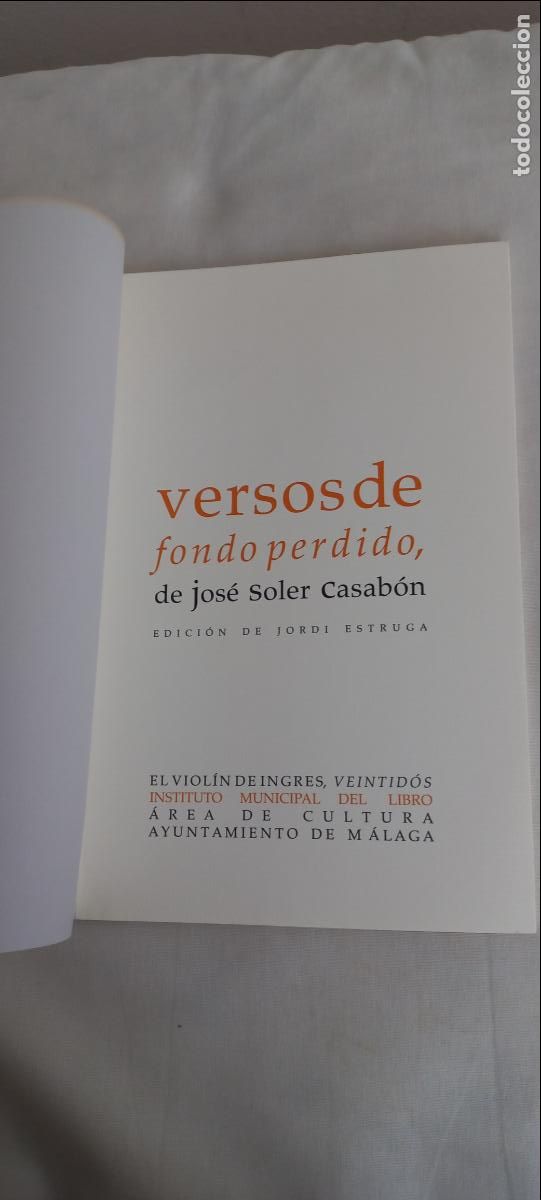 todocoleccion
versos de
fondo perdido,
de josé soler casabón
EDICIÓN DE JORDI ESTRUGA
EL VIOLÍN DE INGRES, VEINTIDÓS
INSTITUTO MUNICIPAL DEL LIBRO
ÁREA DE CULTURA
AYUNTAMIENTO DE MÁLAGA